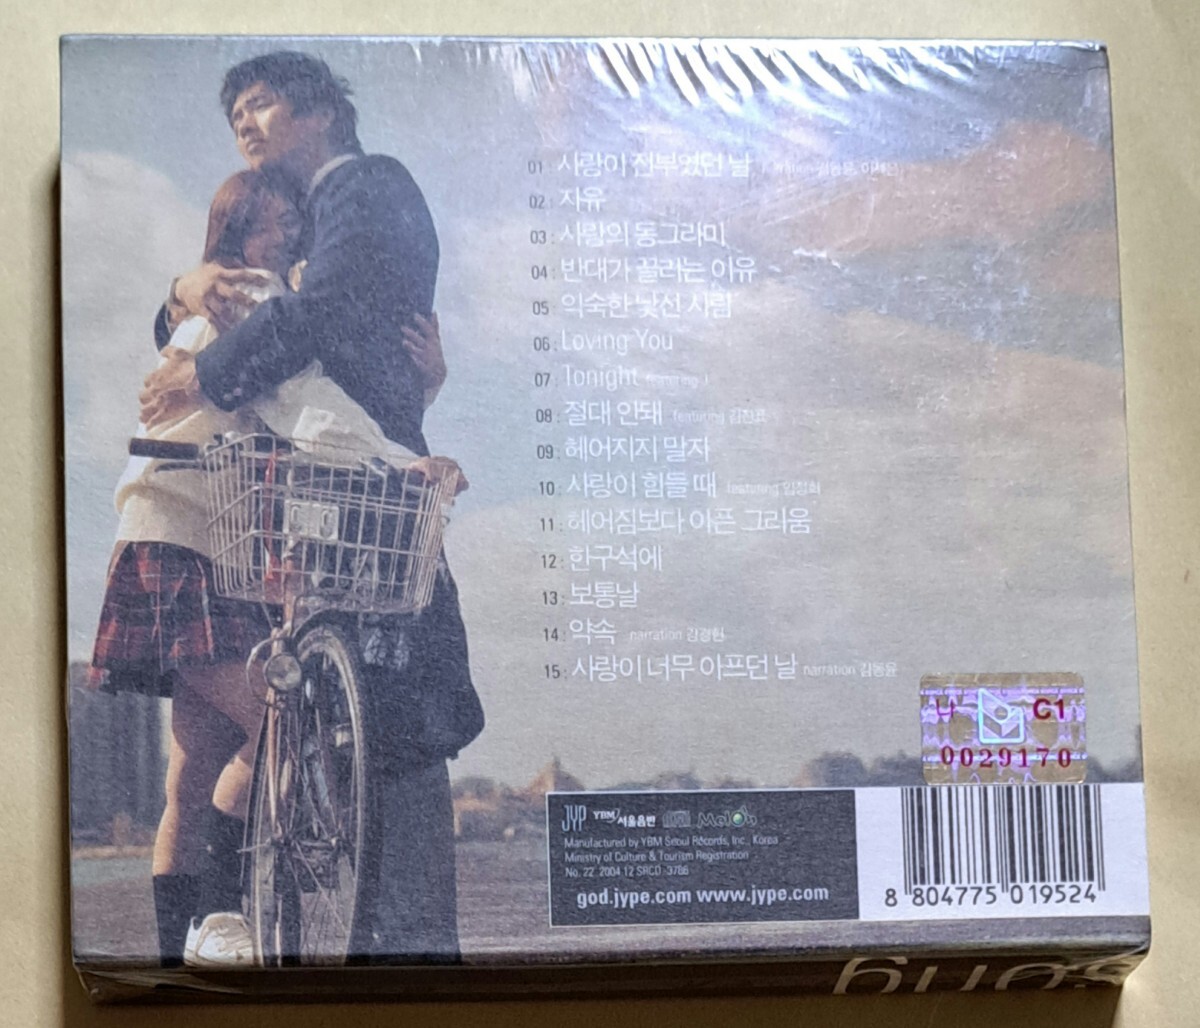 01 사랑이 전부였던 날
02 : 자유
03 : 사랑의 동그라미
04 : 반대가 끌리는 이유
05 : 익숙한 낯선 사람
06 : Loving You
07 : Tonight featuring J
08 : 절대 안돼 featuring 김진표
09 : 헤어지지 말자
10 : 사랑이 힘들 때 featuring 임정희
11 : 헤어짐보다 아픈 그리움
12 : 한구석에
13 : 보통날
14 : 약속 narration
15 : 사랑이 너무 아프던 날 narration 김동윤
C1
0029170
JYP YBM 서울음반 Melon
Manufactured by YBM Seoul Records, Inc., Korea
Ministry of Culture & Tourism Registration
No. 22, 2004.12 SRCD-3786
god.jype.com www.jype.com
8 804775 019524
song